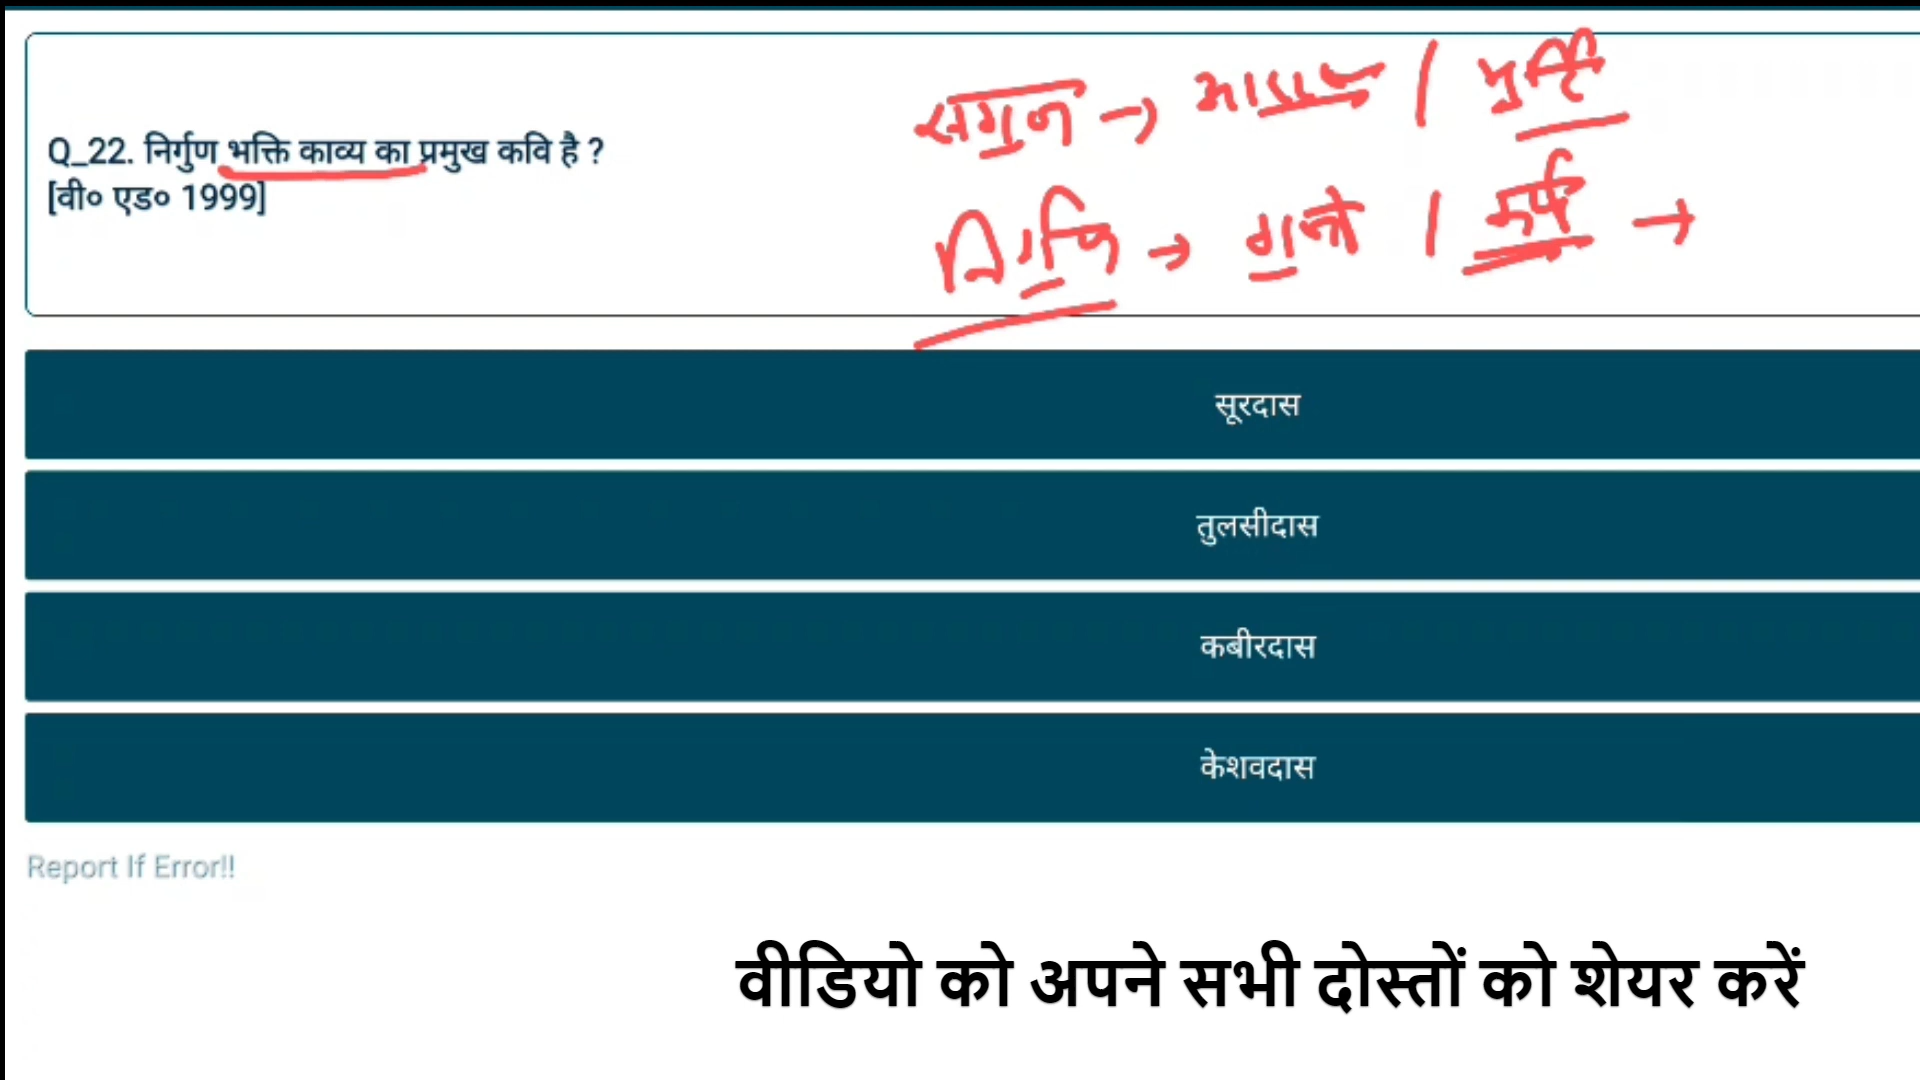 Q_22. निर्गुण भक्ति काव्य का प्रमुख कवि है ?
[वी० एड० 1999]
सगुण →
→
सूरदास
तुलसीदास
कबीरदास
केशवदास
Report If Error!!
वीडियो को अपने सभी दोस्तों को शेयर करें